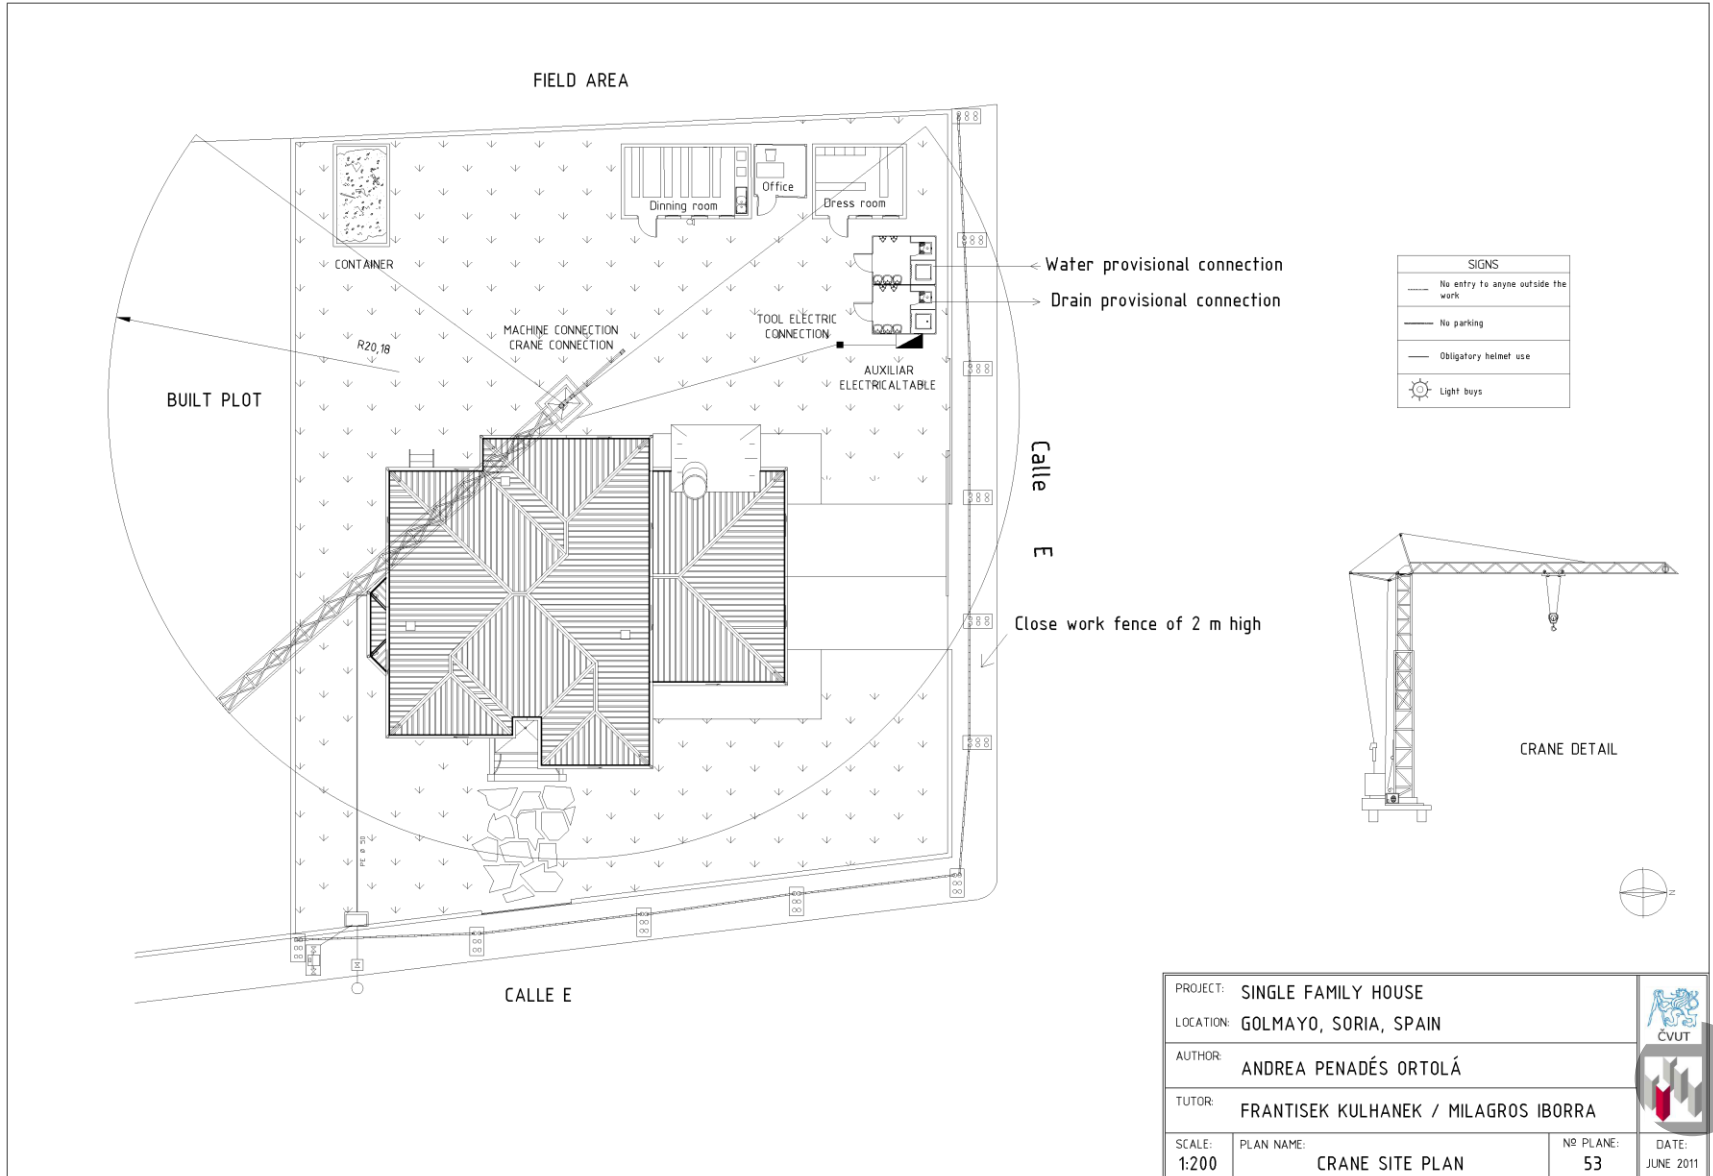 FIELD AREA
CONTAINER
Dinning room
Office
Dress room
Water provisional connection
Drain provisional connection
MACHINE CONNECTION
CRANE CONNECTION
TOOL ELECTRIC
CONNECTION
AUXILIAR
ELECTRICALTABLE
R20,18
BUILT PLOT
Calle E
Close work fence of 2 m high
PE Ø 50
CALLE E
SIGNS
No entry to anyne outside the
work
No parking
Obligatory helmet use
Light buys
CRANE DETAIL
N
PROJECT: SINGLE FAMILY HOUSE
LOCATION: GOLMAYO, SORIA, SPAIN
AUTHOR: ANDREA PENADÉS ORTOLÁ
TUTOR: FRANTISEK KULHANEK / MILAGROS IBORRA
SCALE: 1:200
PLAN NAME: CRANE SITE PLAN
Nº PLANE: 53
DATE: JUNE 2011
ČVUT